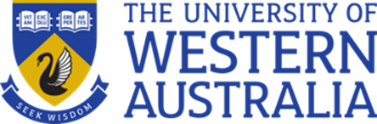 THE UNIVERSITY OF
WESTERN
AUSTRALIA
SEEK WISDOM